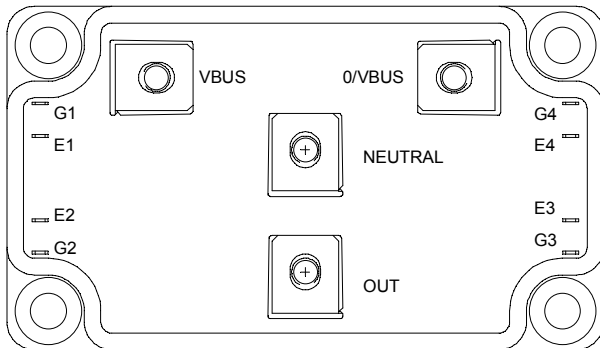 VBUS 0/VBUS
G1 G4
E1 E4
NEUTRAL
E2 E3
G2 G3
OUT